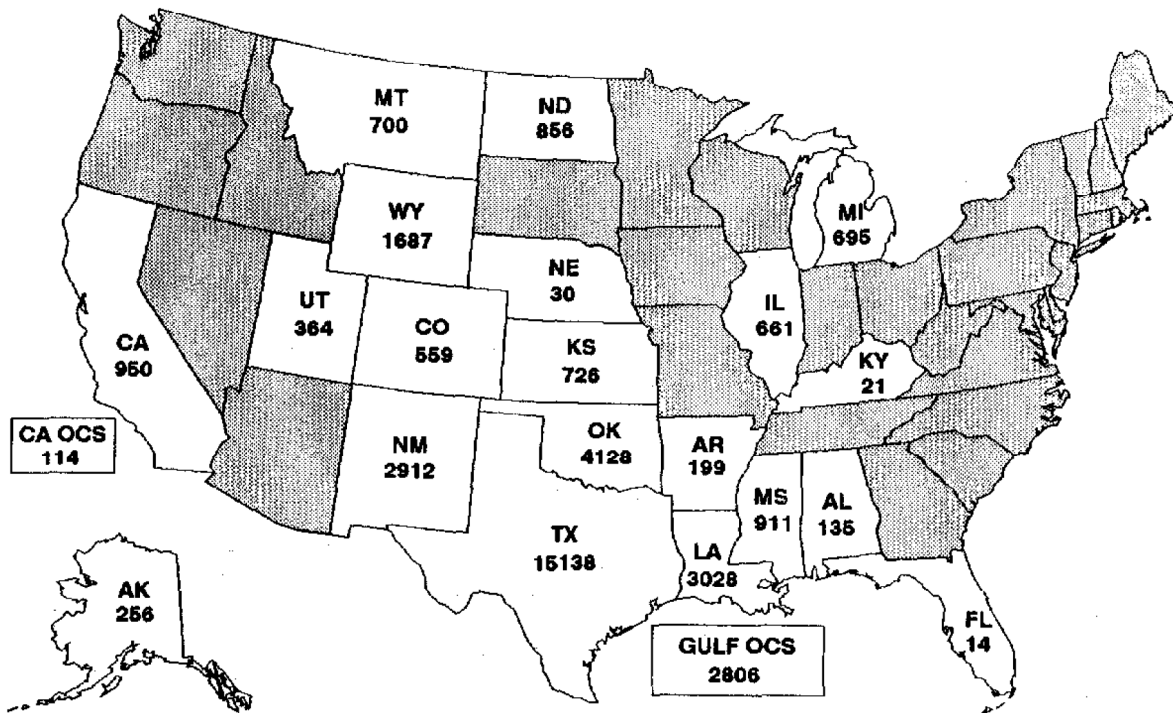 MT
700
ND
856
WY
1687
MI
695
NE
30
UT
364
CO
559
IL
661
CA
950
KS
726
KY
21
CA OCS
114
NM
2912
OK
4128
AR
199
MS
911
AL
135
TX
15138
LA
3028
AK
256
FL
14
GULF OCS
2806